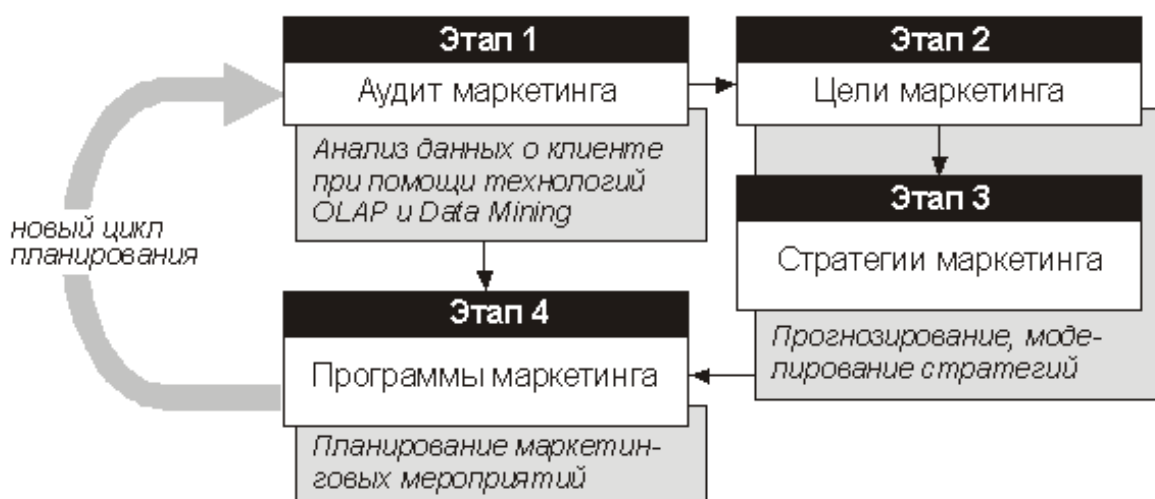 Этап 1
Аудит маркетинга
Анализ данных о клиенте
при помощи технологий
OLAP и Data Mining
Этап 2
Цели маркетинга
Этап 3
Стратегии маркетинга
Прогнозирование, моде-
лирование стратегий
Этап 4
Программы маркетинга
Планирование маркетин-
говых мероприятий
новый цикл
планирования